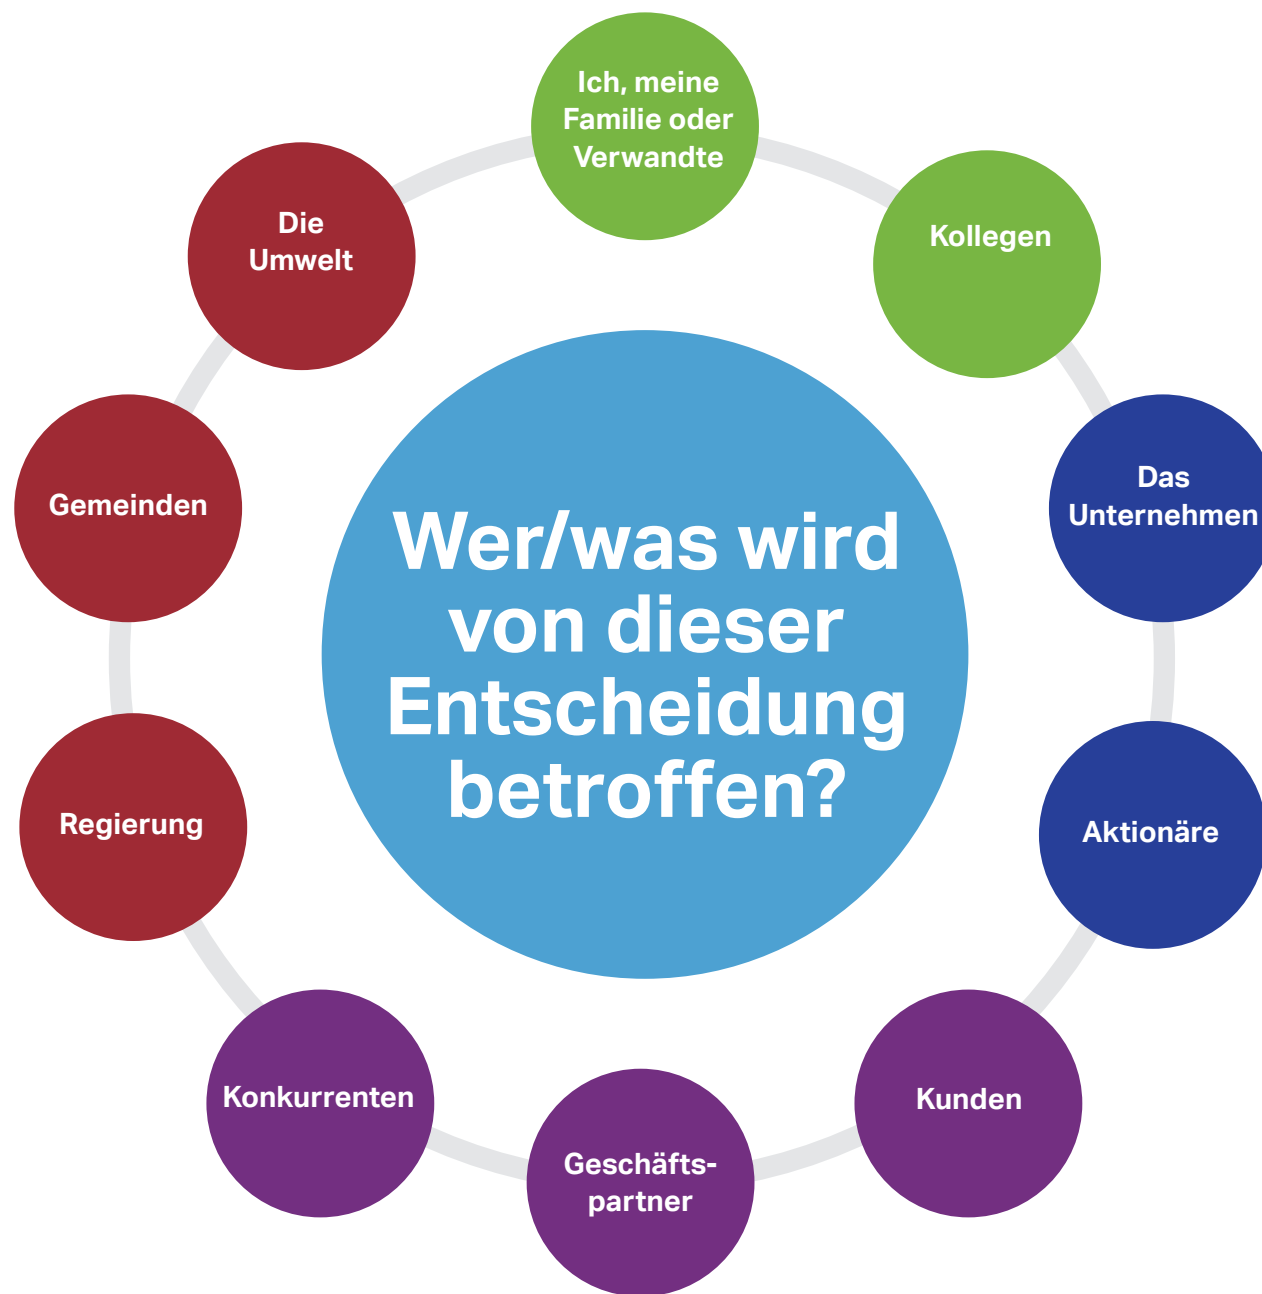 Ich, meine
Familie oder
Verwandte
Kollegen
Das
Unternehmen
Aktionäre
Kunden
Geschäfts-
partner
Konkurrenten
Regierung
Gemeinden
Die
Umwelt
Wer/was wird
von dieser
Entscheidung
betroffen?